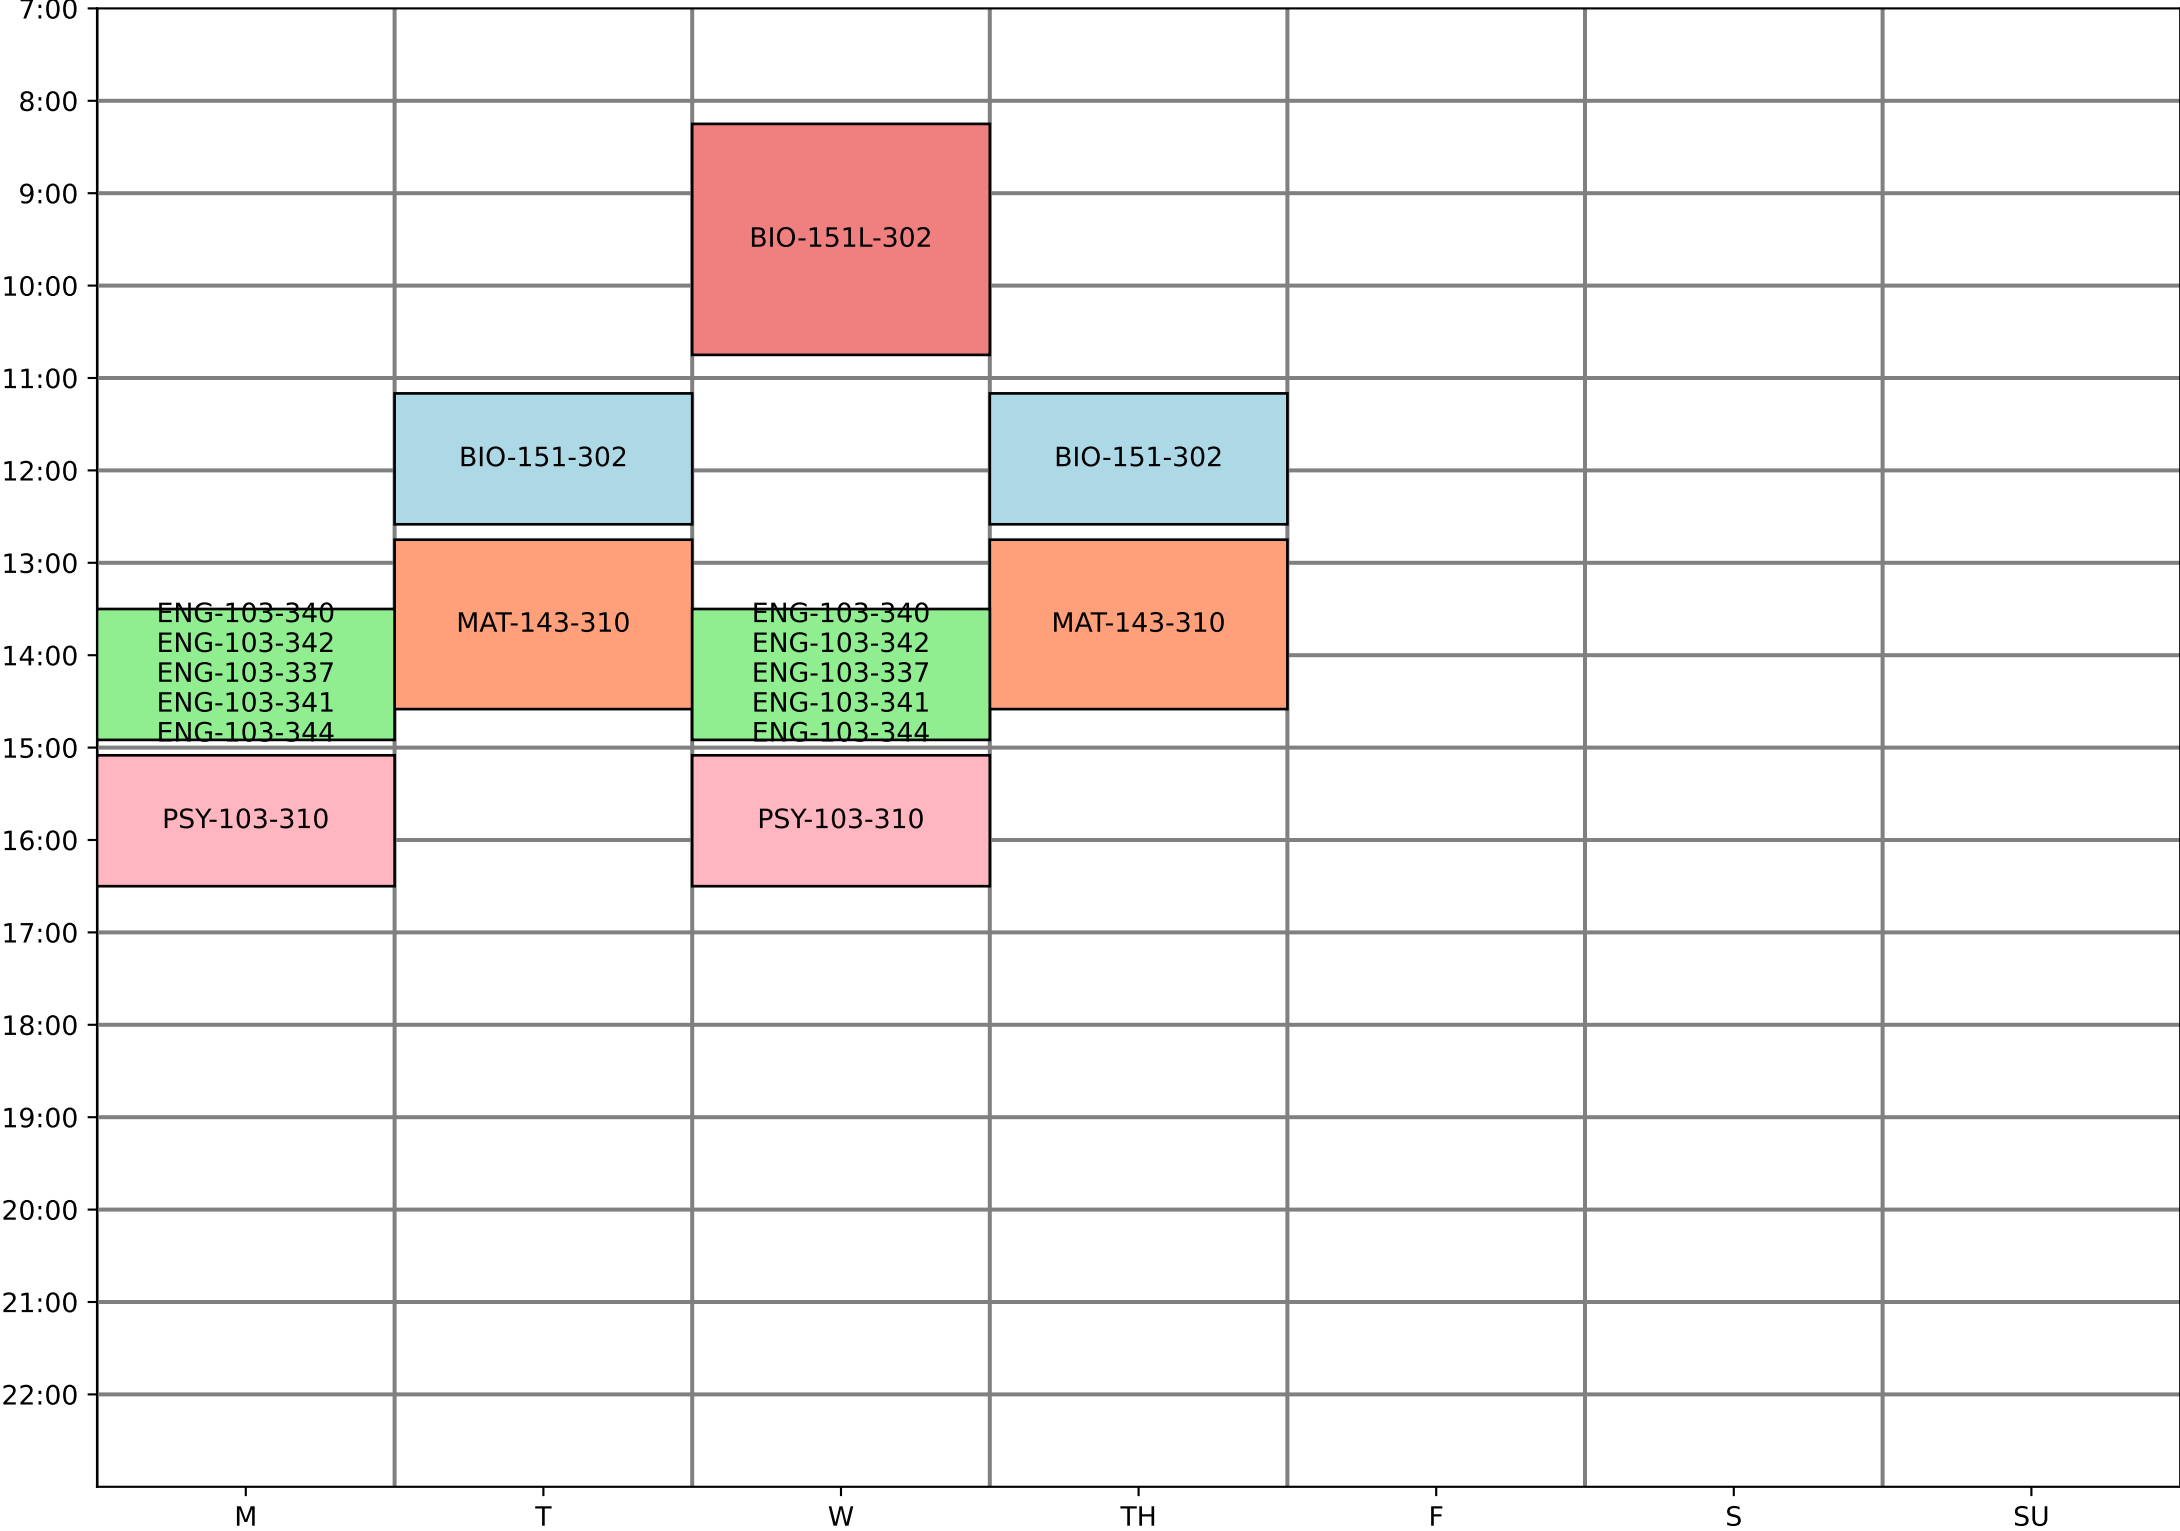 7:00
8:00
9:00
BIO-151L-302
10:00
11:00
BIO-151-302
BIO-151-302
12:00
13:00
ENG-103-340
ENG-103-342
ENG-103-337
ENG-103-341
ENG-103-344
MAT-143-310
ENG-103-340
ENG-103-342
ENG-103-337
ENG-103-341
ENG-103-344
MAT-143-310
14:00
15:00
PSY-103-310
PSY-103-310
16:00
17:00
18:00
19:00
20:00
21:00
22:00
M
T
W
TH
F
S
SU